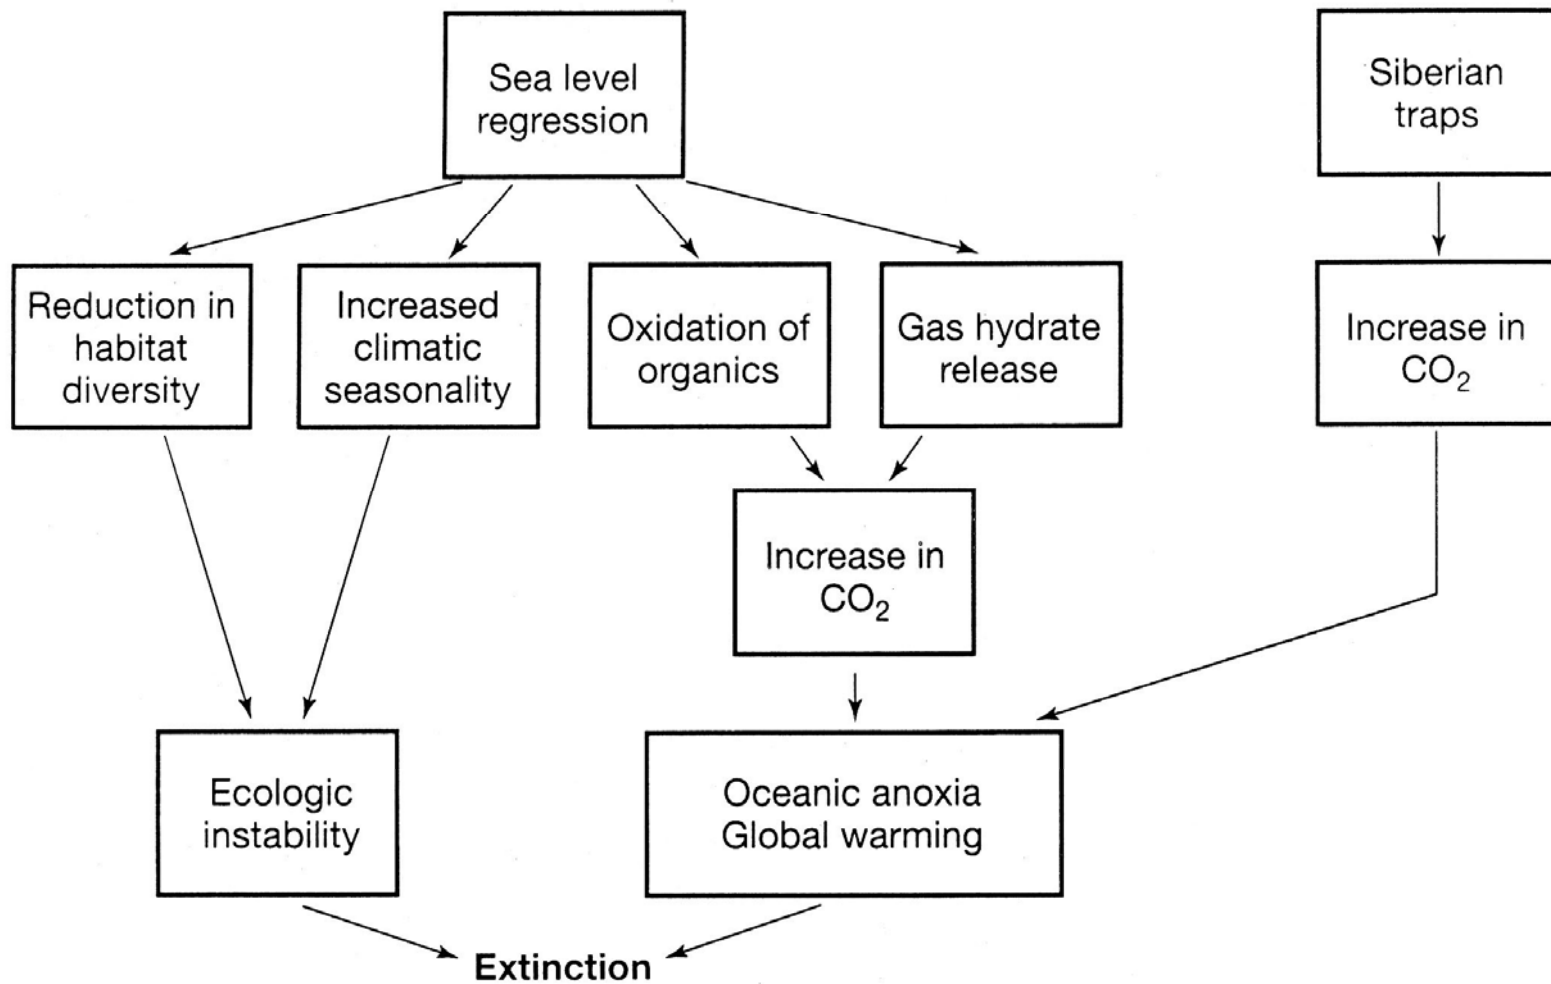 Sea level
regression
Siberian
traps
Reduction in
habitat
diversity
Increased
climatic
seasonality
Oxidation of
organics
Gas hydrate
release
Increase in
CO₂
Increase in
CO₂
Ecologic
instability
Oceanic anoxia
Global warming
Extinction